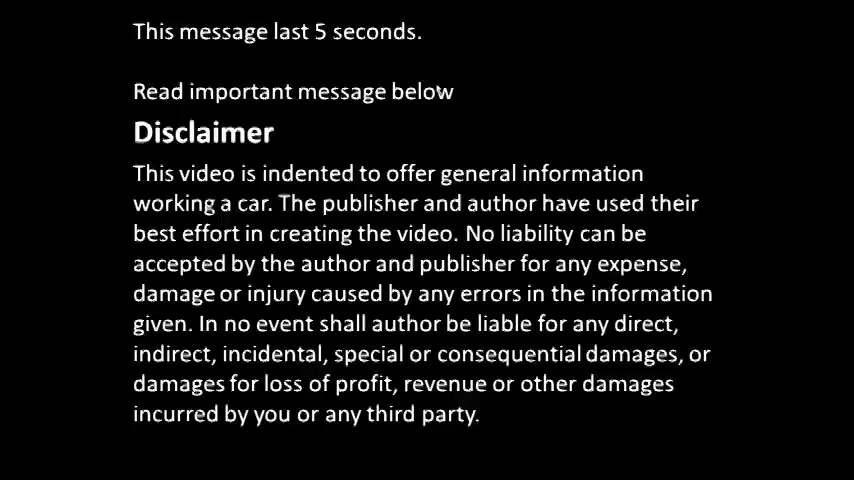 This message last 5 seconds.
Read important message below
Disclaimer
This video is indented to offer general information
working a car. The publisher and author have used their
best effort in creating the video. No liability can be
accepted by the author and publisher for any expense,
damage or injury caused by any errors in the information
given. In no event shall author be liable for any direct,
indirect, incidental, special or consequential damages, or
damages for loss of profit, revenue or other damages
incurred by you or any third party.